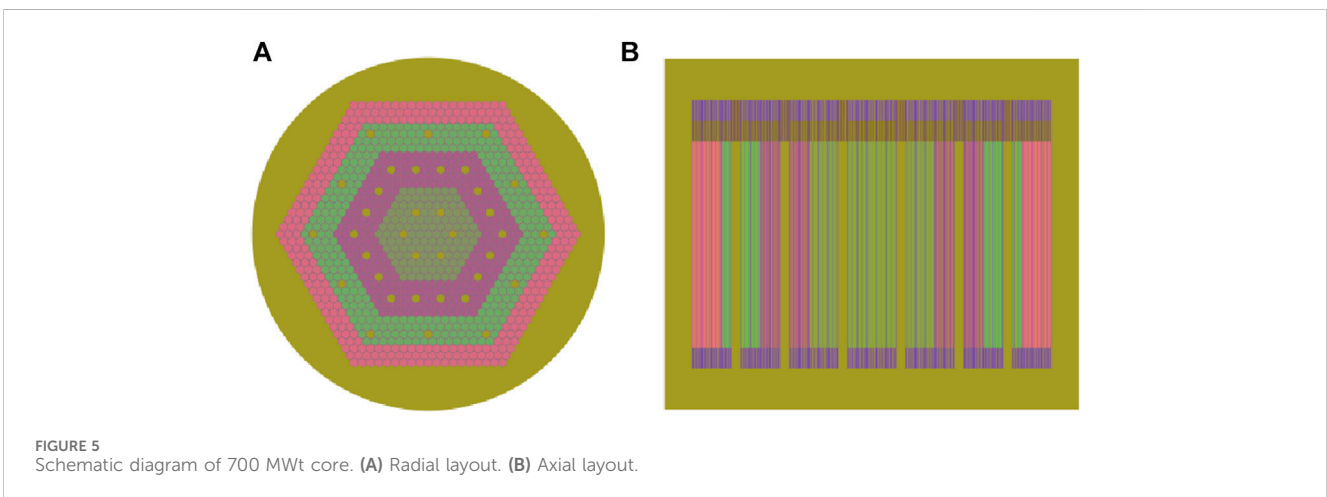 A
B
FIGURE 5
Schematic diagram of 700 MWt core. (A) Radial layout. (B) Axial layout.